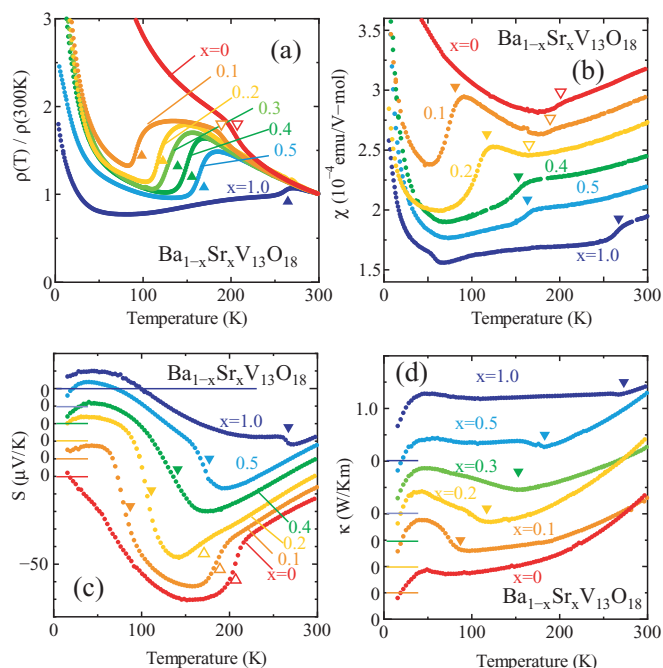 3
2
1
0
ρ(T) / ρ(300K)
x=0
(a)
0.1
0.2
0.3
0.4
0.5
x=1.0
Ba1-xSrxV13O18
0 100 200 300
Temperature (K)
3.5
3
2.5
2
1.5
χ (10-4 emu/V-mol)
x=0
Ba1-xSrxV13O18
(b)
0.1
0.2
0.4
0.5
x=1.0
0 100 200 300
Temperature (K)
0
0
0
0
0
0
−50
S (μV/K)
Ba1-xSrxV13O18
x=1.0
0.5
0.4
0.2
0.1
x=0
(c)
0 100 200 300
Temperature (K)
1.0
0
0
0
0
0
κ (W/Km)
(d)
x=1.0
x=0.5
x=0.3
x=0.2
x=0.1
x=0
Ba1-xSrxV13O18
0 100 200 300
Temperature (K)